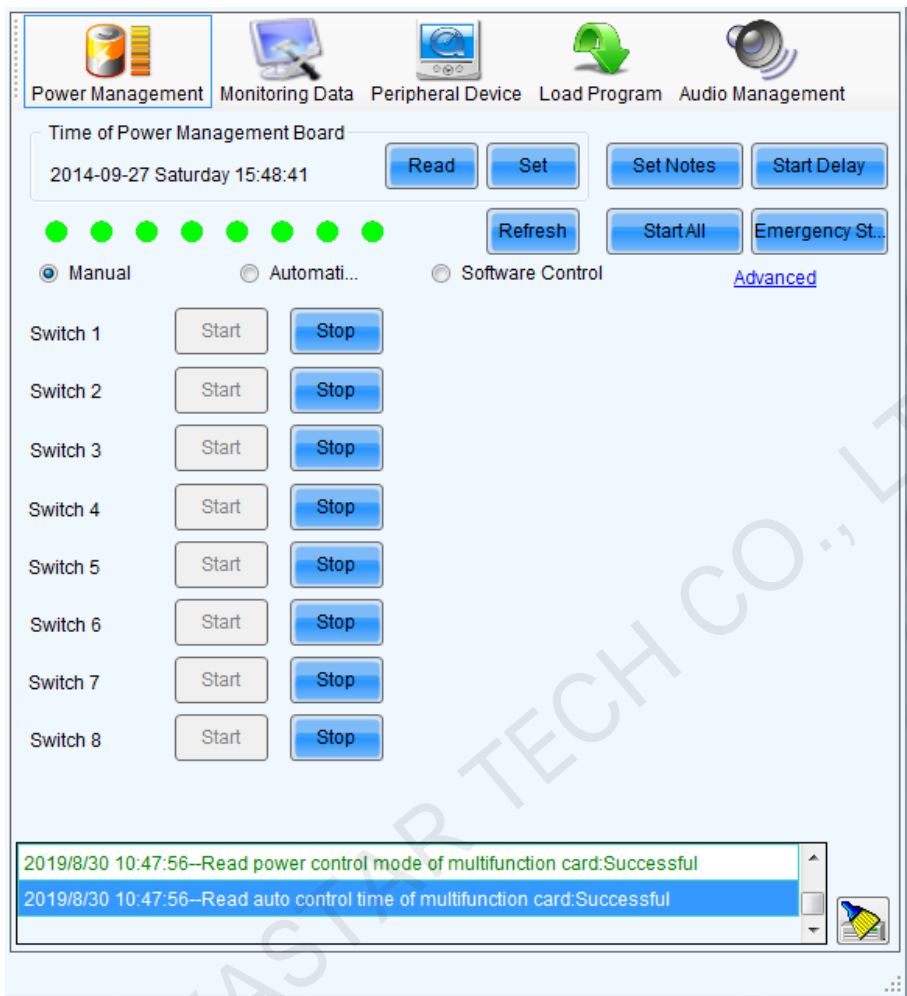 Power Management Monitoring Data Peripheral Device Load Program Audio Management
Time of Power Management Board
2014-09-27 Saturday 15:48:41 Read Set Set Notes Start Delay
Refresh Start All Emergency St...
Manual Automati... Software Control Advanced
Switch 1 Start Stop
Switch 2 Start Stop
Switch 3 Start Stop
Switch 4 Start Stop
Switch 5 Start Stop
Switch 6 Start Stop
Switch 7 Start Stop
Switch 8 Start Stop
2019/8/30 10:47:56--Read power control mode of multifunction card:Successful
2019/8/30 10:47:56--Read auto control time of multifunction card:Successful
TECH CO.,